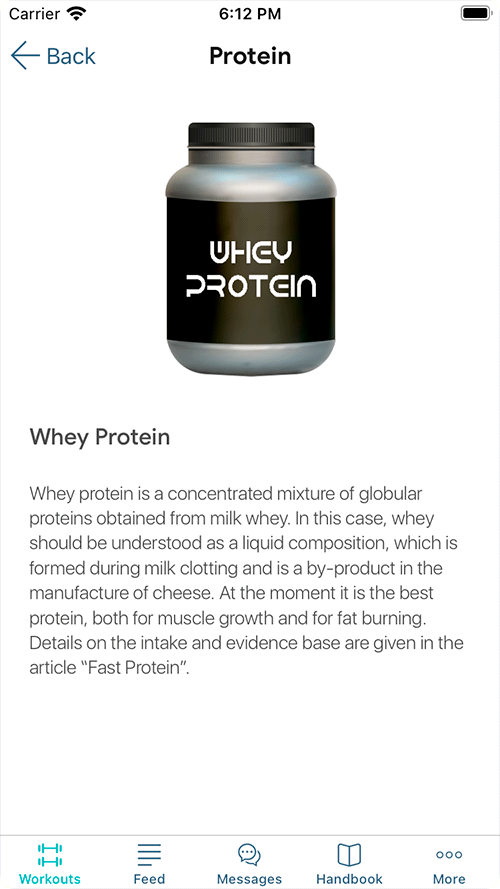 Carrier 6:12 PM
Back Protein
WHEY
PROTEIN
Whey Protein
Whey protein is a concentrated mixture of globular
proteins obtained from milk whey. In this case, whey
should be understood as a liquid composition, which is
formed during milk clotting and is a by-product in the
manufacture of cheese. At the moment it is the best
protein, both for muscle growth and for fat burning.
Details on the intake and evidence base are given in the
article “Fast Protein”.
Workouts Feed Messages Handbook More